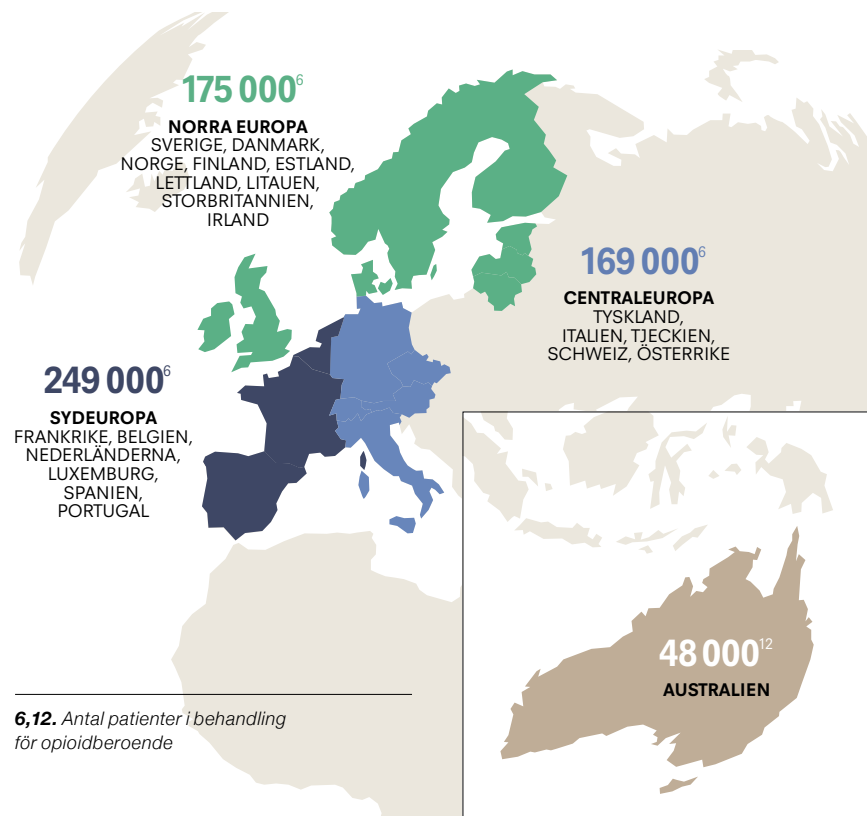 175 000⁶
NORRA EUROPA
SVERIGE, DANMARK,
NORGE, FINLAND, ESTLAND,
LETTLAND, LITAUEN,
STORBRITANNIEN,
IRLAND
169 000⁶
CENTRALEUROPA
TYSKLAND,
ITALIEN, TJECKIEN,
SCHWEIZ, ÖSTERRIKE
249 000⁶
SYDEUROPA
FRANKRIKE, BELGIEN,
NEDERLÄNDERNA,
LUXEMBURG,
SPANIEN,
PORTUGAL
48 000¹²
AUSTRALIEN
6,12. Antal patienter i behandling
för opioidberoende